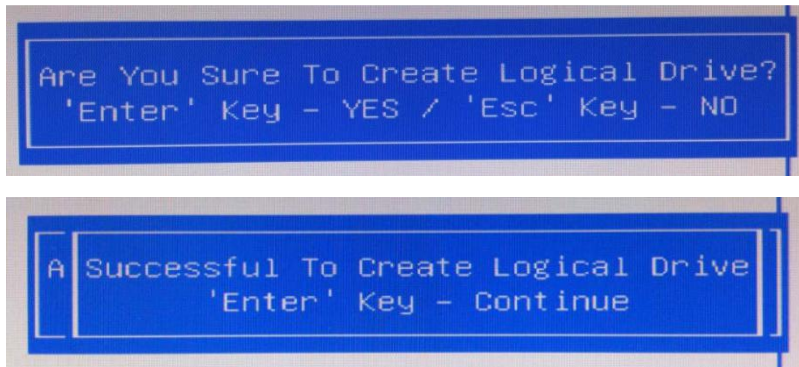 Are You Sure To Create Logical Drive?
'Enter' Key - YES / 'Esc' Key - NO
A Successful To Create Logical Drive
'Enter' Key - Continue